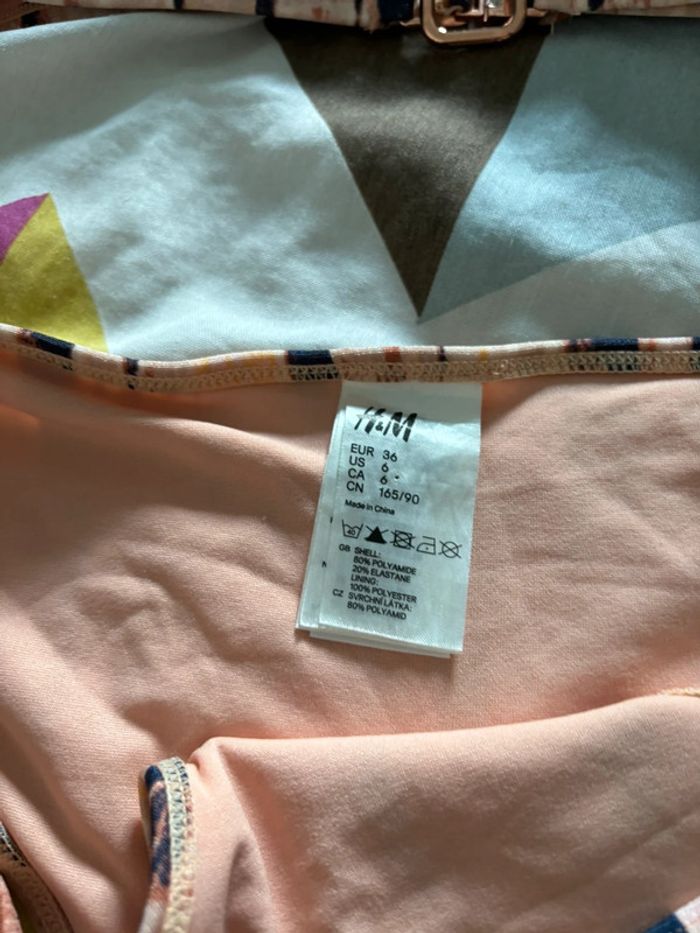 H&M
EUR 36
US 6
CA 6
CN 165/90
Made in China
40
GB SHELL:
80% POLYAMIDE
20% ELASTANE
LINING:
100% POLYESTER
CZ SVRCHNÍ LÁTKA:
80% POLYAMID
N